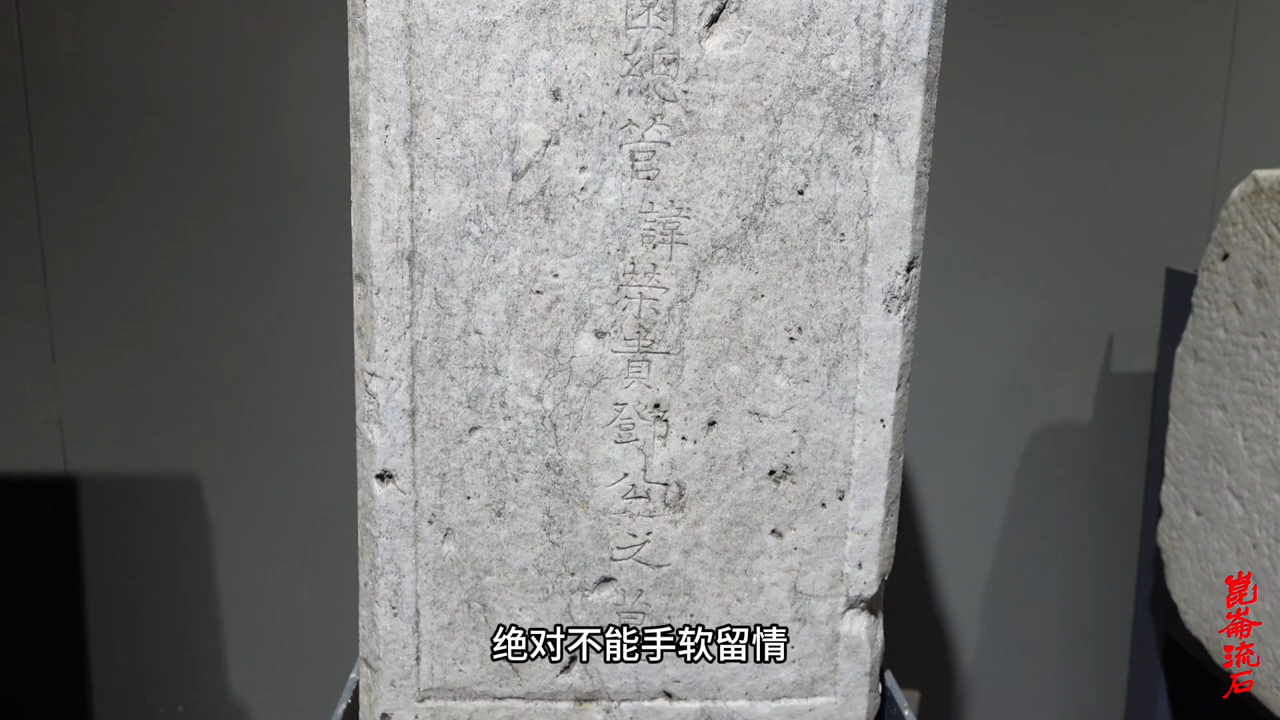 園總管諱榮貴鄧公之
绝对不能手软留情
崑崙流石